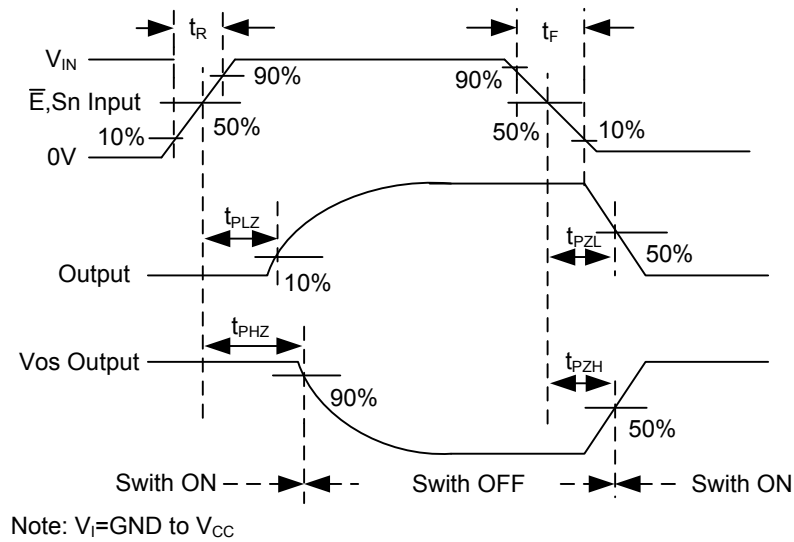 tR
tF
VIN
90%
90%
E̅,Sn Input
50%
50%
10%
10%
0V
tPLZ
tPZL
50%
Output
10%
tPHZ
Vos Output
tPZH
90%
50%
Swith ON
Swith OFF
Swith ON
Note: VI=GND to VCC